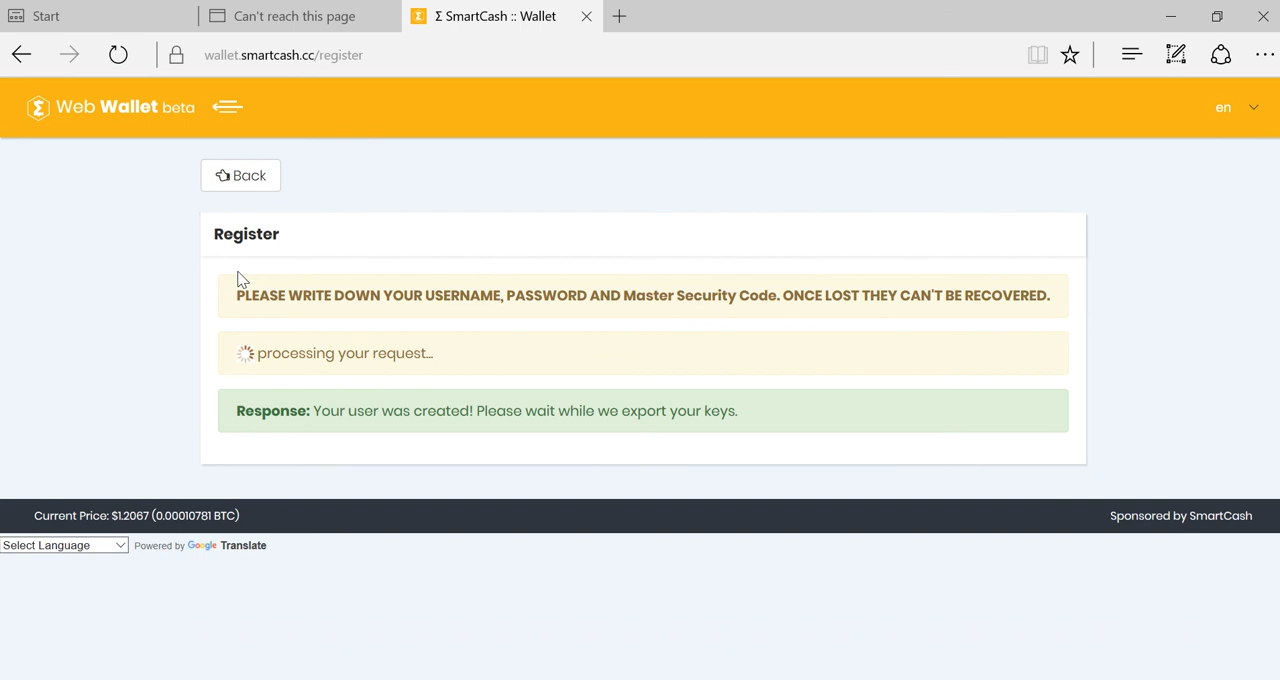 Start
Can't reach this page
Σ SmartCash :: Wallet
wallet.smartcash.cc/register
Web Wallet beta
en
Back
Register
PLEASE WRITE DOWN YOUR USERNAME, PASSWORD AND Master Security Code. ONCE LOST THEY CAN'T BE RECOVERED.
processing your request...
Response: Your user was created! Please wait while we export your keys.
Current Price: $1.2067 (0.00010781 BTC)
Sponsored by SmartCash
Select Language
Powered by Google Translate